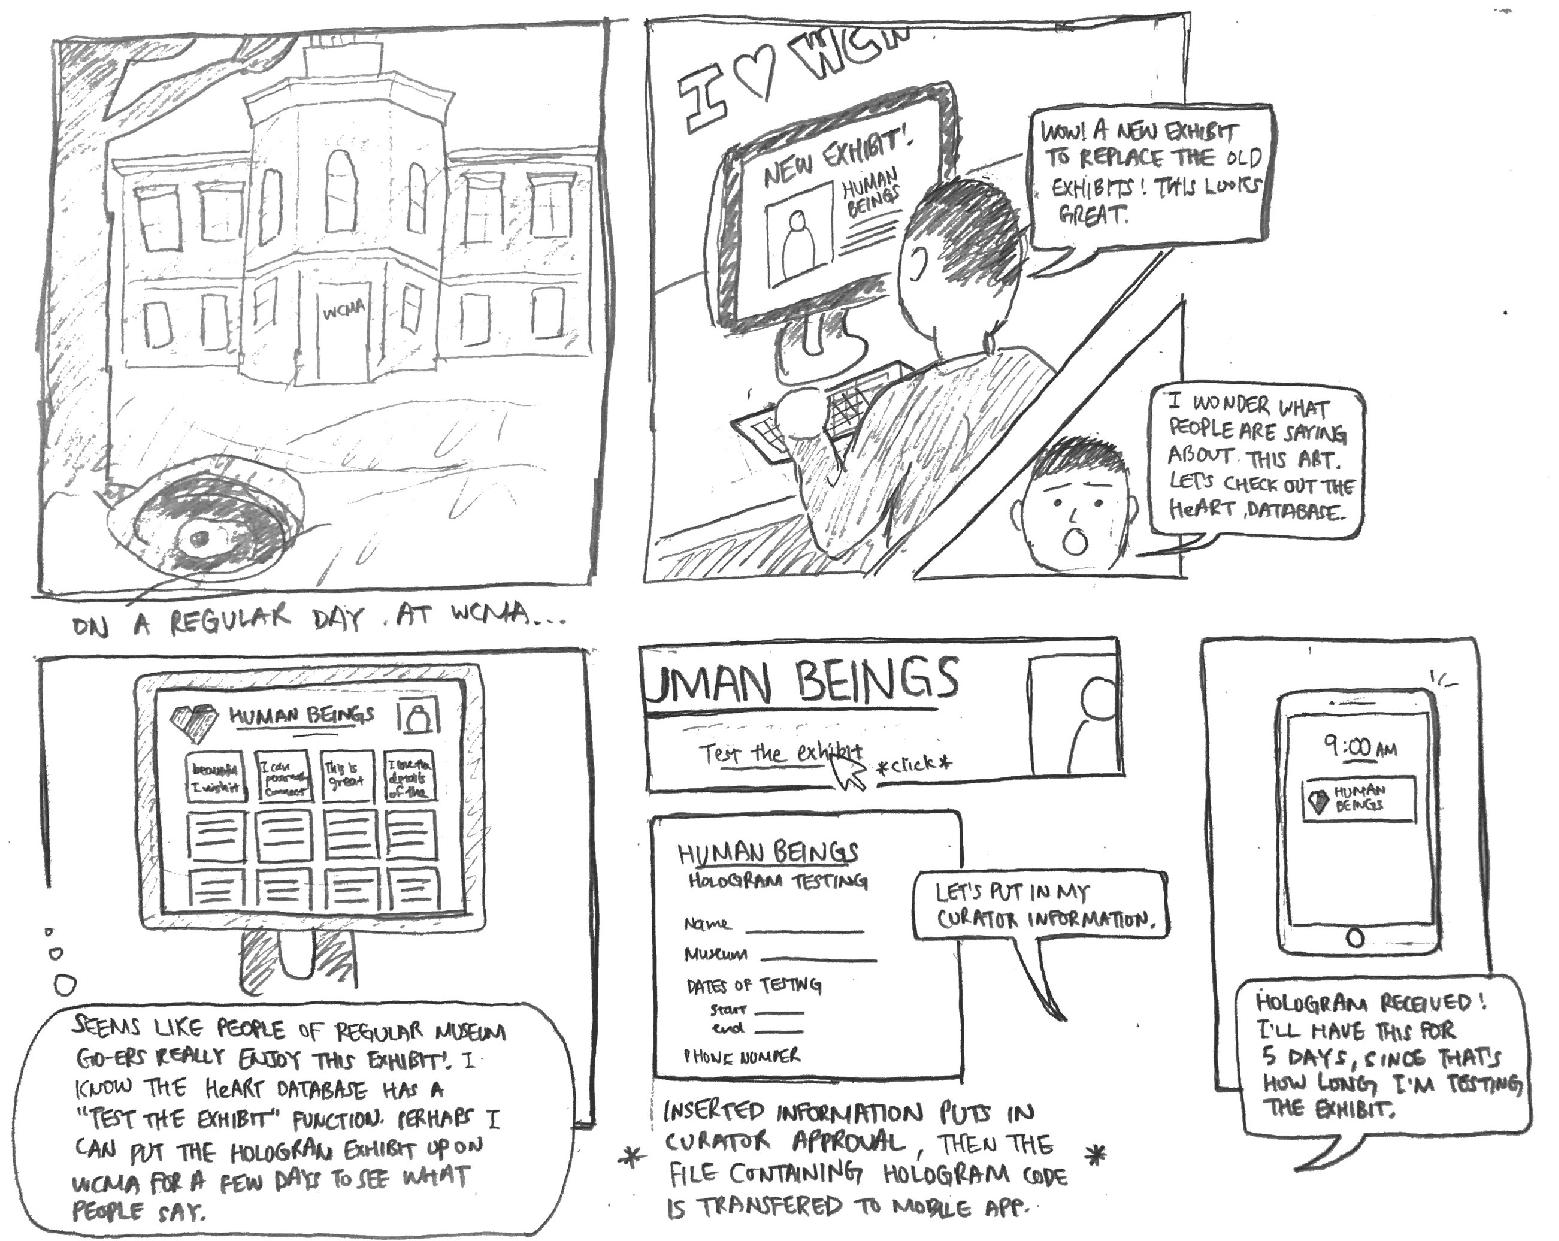 WCMA
ON A REGULAR DAY AT WCMA...
I ♡ WCM
NEW EXHIBIT!
HUMAN
BEINGS
WOW! A NEW EXHIBIT
TO REPLACE THE OLD
EXHIBITS! THIS LOOKS
GREAT.
I WONDER WHAT
PEOPLE ARE SAYING
ABOUT THIS ART.
LET'S CHECK OUT THE
HeART DATABASE.
HUMAN BEINGS
beautiful
I wish it
I can
connect
This is
great
I love the
details
of the
SEEMS LIKE PEOPLE OF REGULAR MUSEUM
GO-ERS REALLY ENJOY THIS EXHIBIT! I
KNOW THE HeART DATABASE HAS A
"TEST THE EXHIBIT" FUNCTION. PERHAPS I
CAN PUT THE HOLOGRAN EXHIBIT UP ON
WCMA FOR A FEW DAYS TO SEE WHAT
PEOPLE SAY.
UMAN BEINGS
Test the exhibit
*click*
HUMAN BEINGS
HOLOGRAM TESTING
Name
Museum
DATES OF TESTING
start
end
PHONE NUMBER
LET'S PUT IN MY
CURATOR INFORMATION.
INSERTED INFORMATION PUTS IN
* CURATOR APPROVAL, THEN THE *
FILE CONTAINING HOLOGRAM CODE
IS TRANSFERED TO MOBILE APP.
9:00 AM
HUMAN
BEINGS
HOLOGRAM RECEIVED!
I'LL HAVE THIS FOR
5 DAYS, SINCE THAT'S
HOW LONG I'M TESTING
THE EXHIBIT.